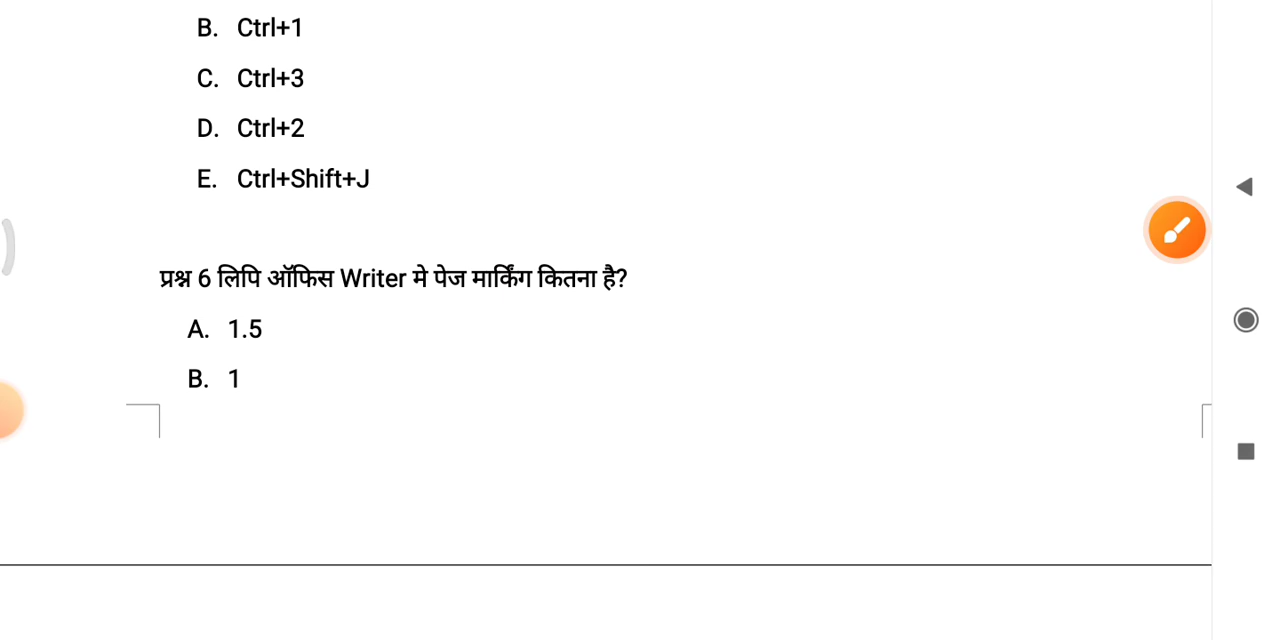 B. Ctrl+1
C. Ctrl+3
D. Ctrl+2
E. Ctrl+Shift+J
प्रश्न 6 लिपि ऑफिस Writer मे पेज मार्किंग कितना है?
A. 1.5
B. 1